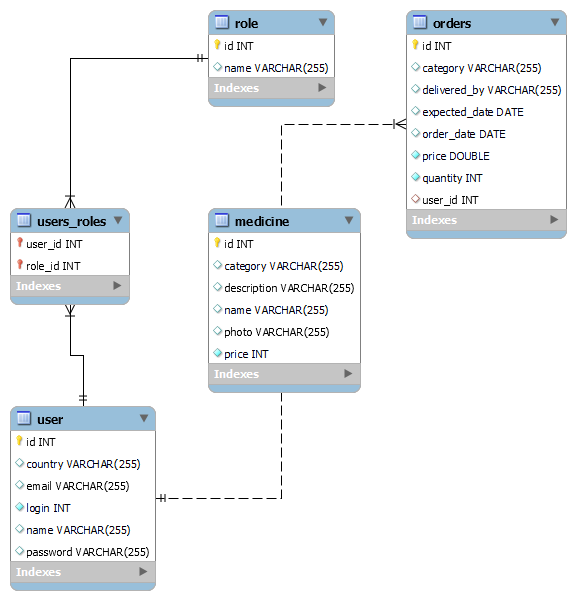 role
id INT
name VARCHAR(255)
Indexes
orders
id INT
category VARCHAR(255)
delivered_by VARCHAR(255)
expected_date DATE
order_date DATE
price DOUBLE
quantity INT
user_id INT
Indexes
users_roles
user_id INT
role_id INT
Indexes
medicine
id INT
category VARCHAR(255)
description VARCHAR(255)
name VARCHAR(255)
photo VARCHAR(255)
price INT
Indexes
user
id INT
country VARCHAR(255)
email VARCHAR(255)
login INT
name VARCHAR(255)
password VARCHAR(255)
Indexes